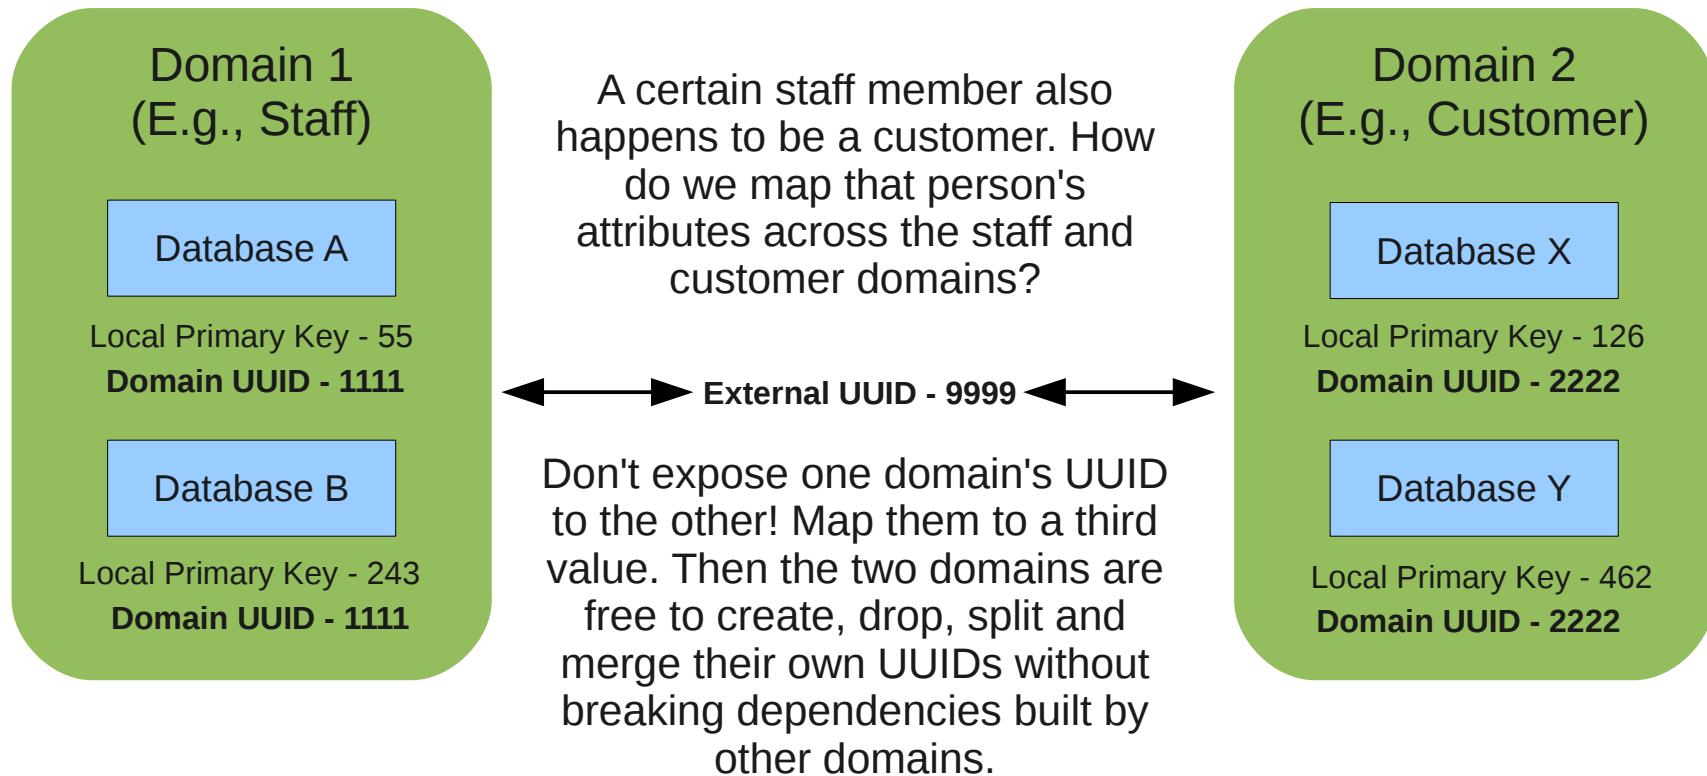 Domain 1
(E.g., Staff)
Database A
Local Primary Key - 55
Domain UUID - 1111
Database B
Local Primary Key - 243
Domain UUID - 1111
A certain staff member also
happens to be a customer. How
do we map that person's
attributes across the staff and
customer domains?
External UUID - 9999
Don't expose one domain's UUID
to the other! Map them to a third
value. Then the two domains are
free to create, drop, split and
merge their own UUIDs without
breaking dependencies built by
other domains.
Domain 2
(E.g., Customer)
Database X
Local Primary Key - 126
Domain UUID - 2222
Database Y
Local Primary Key - 462
Domain UUID - 2222